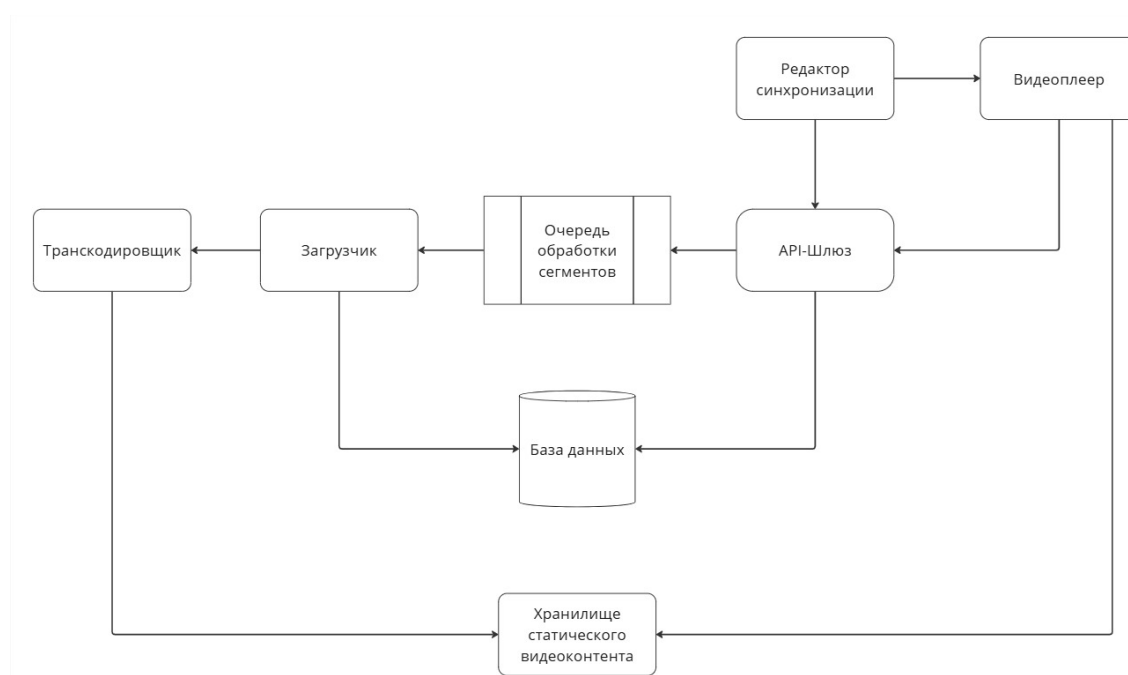 Редактор
синхронизации
Видеоплеер
Транскодировщик
Загрузчик
Очередь
обработки
сегментов
API-Шлюз
База данных
Хранилище
статического
видеоконтента